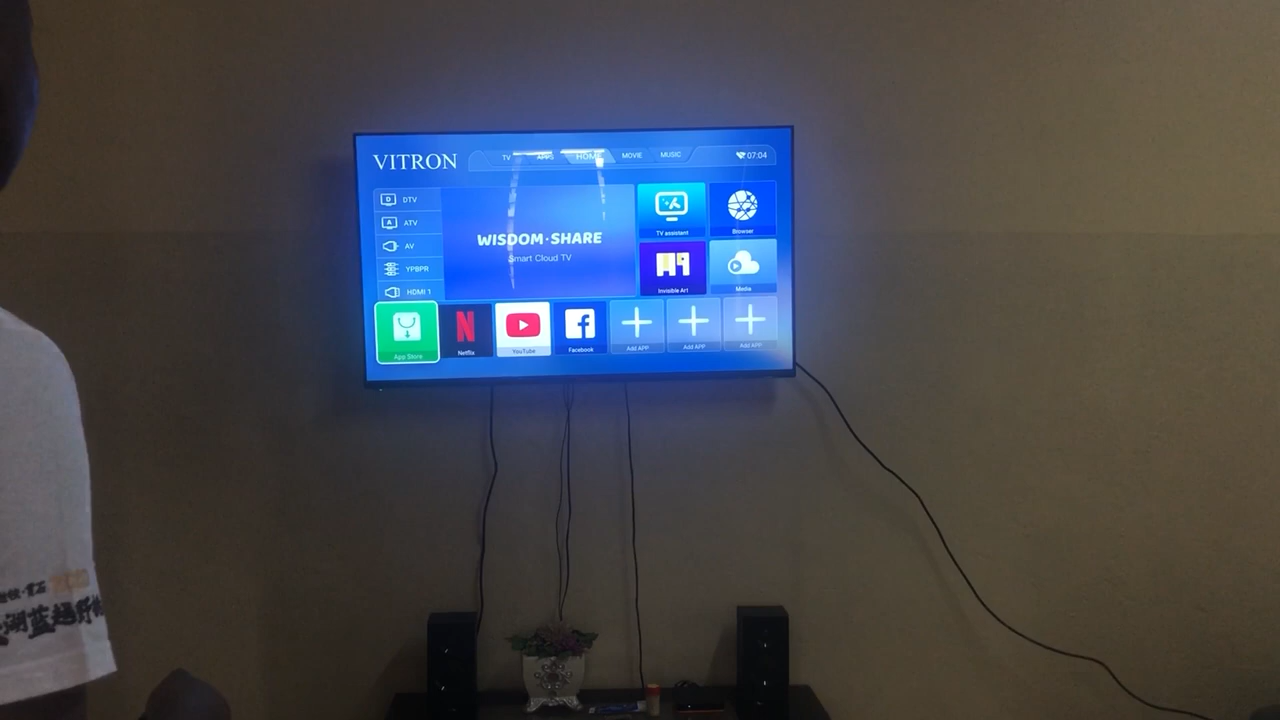 VITRON
TV APPS HOME MOVIE MUSIC
07:04
DTV
ATV
AV
YPBPR
HDMI 1
WISDOM·SHARE
Smart Cloud TV
TV assistant
Browser
Invisible Art
Media
App Store
Netflix
YouTube
Facebook
Add APP
Add APP
Add APP